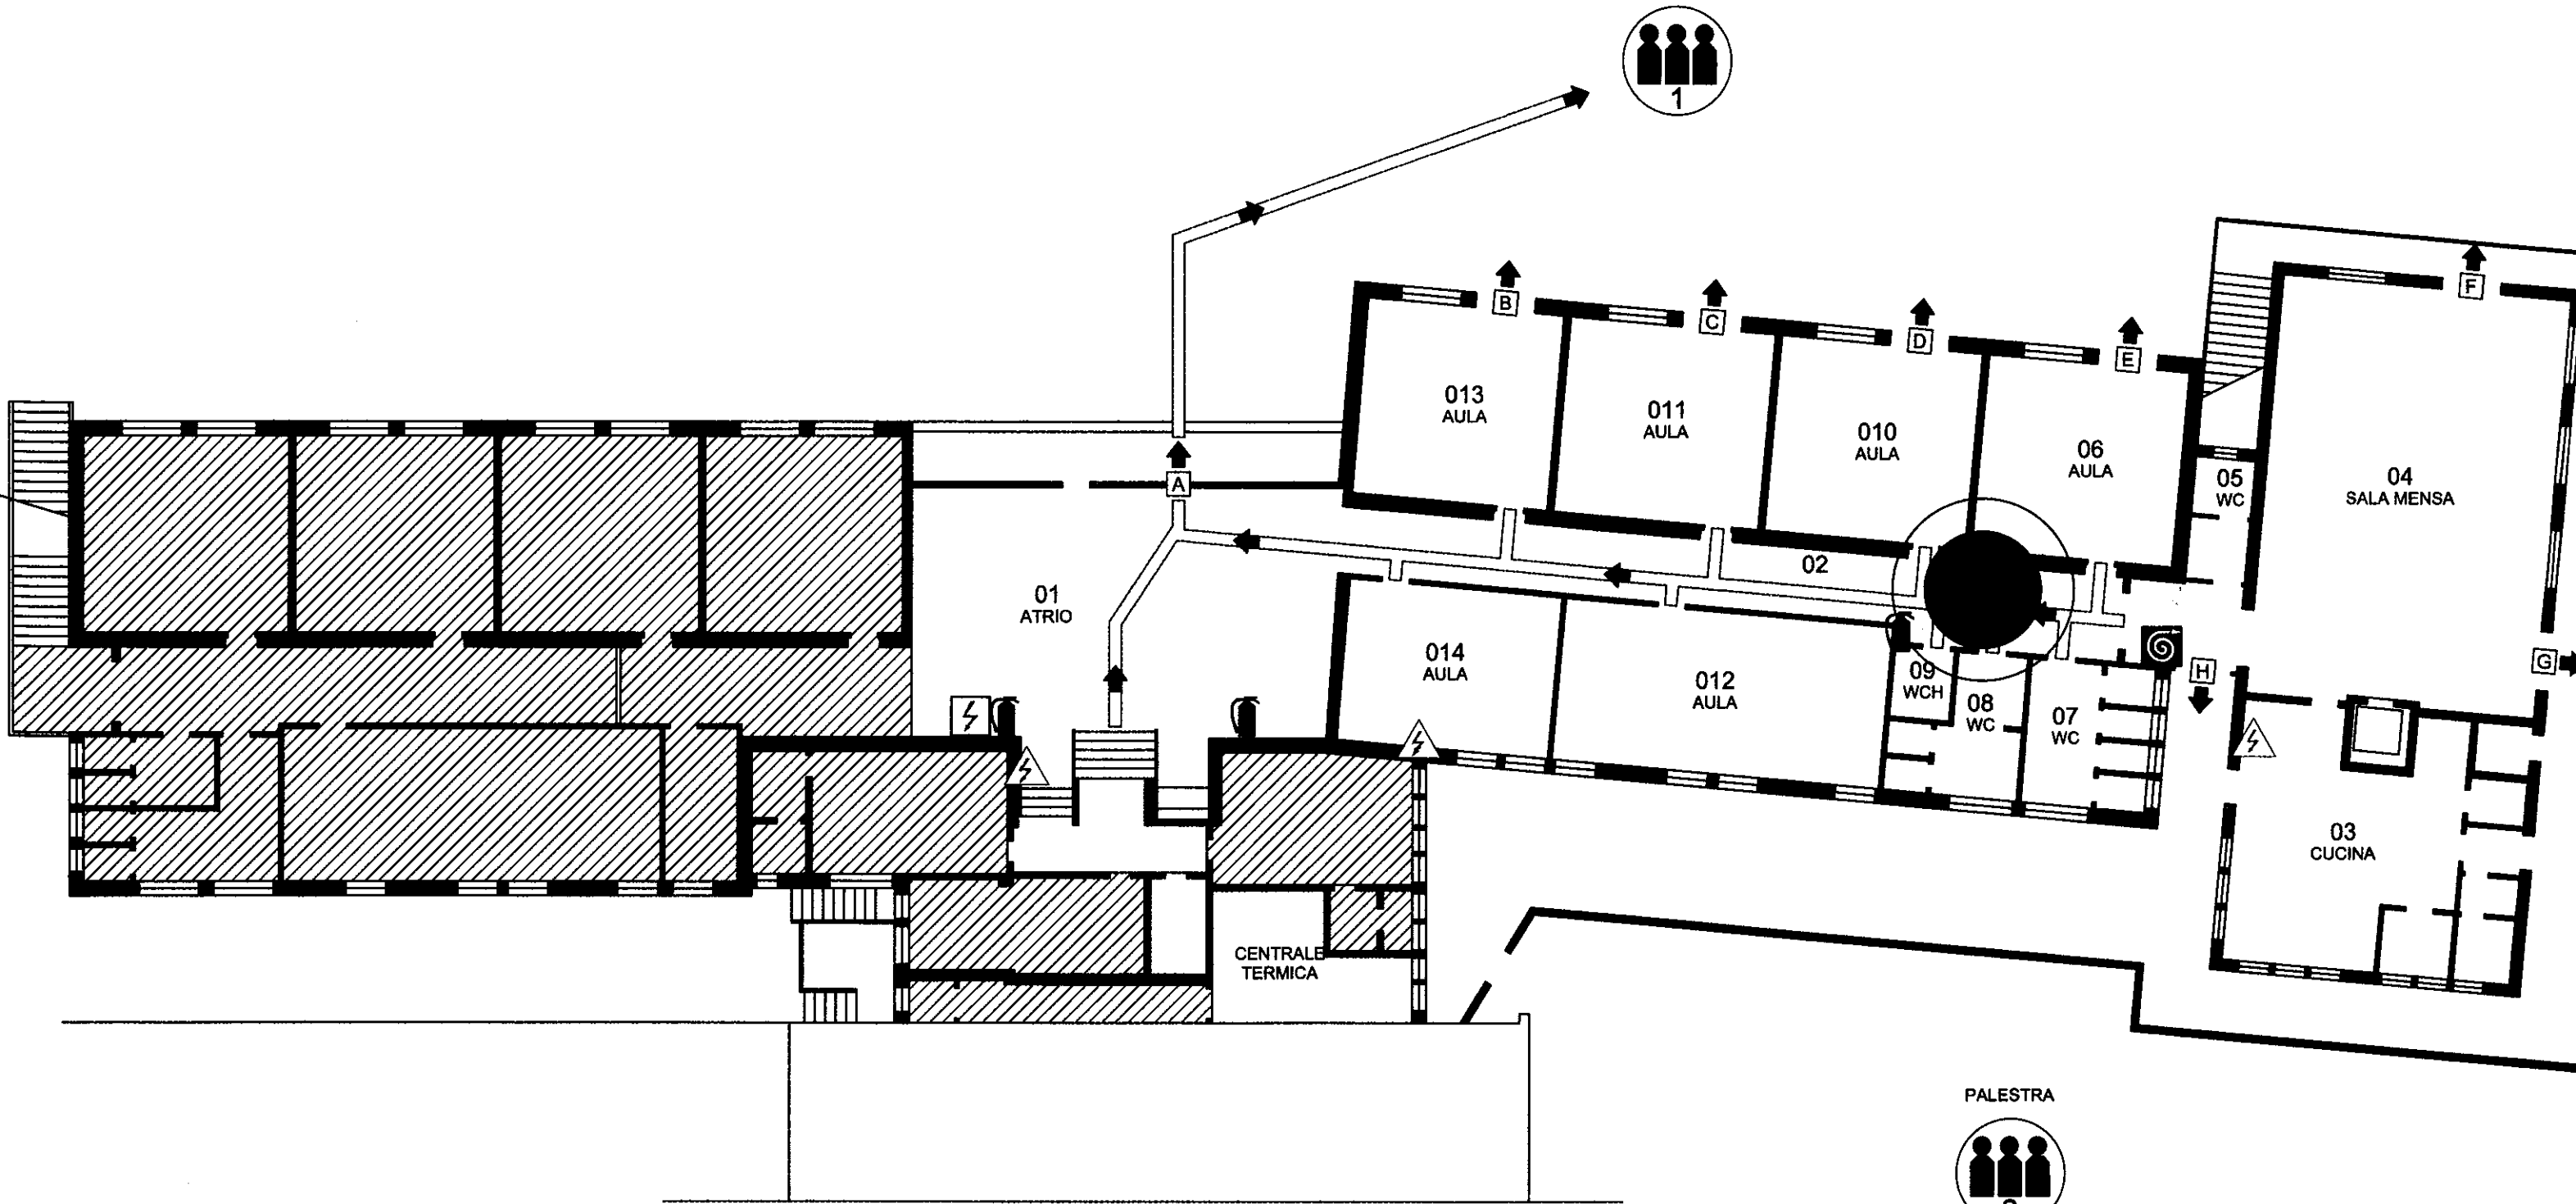 1
F
B
C
D
E
013
AULA
011
AULA
010
AULA
06
AULA
05
WC
04
SALA MENSA
A
02
01
ATRIO
014
AULA
012
AULA
09
WCH
08
WC
07
WC
H
G
03
CUCINA
CENTRALE
TERMICA
PALESTRA